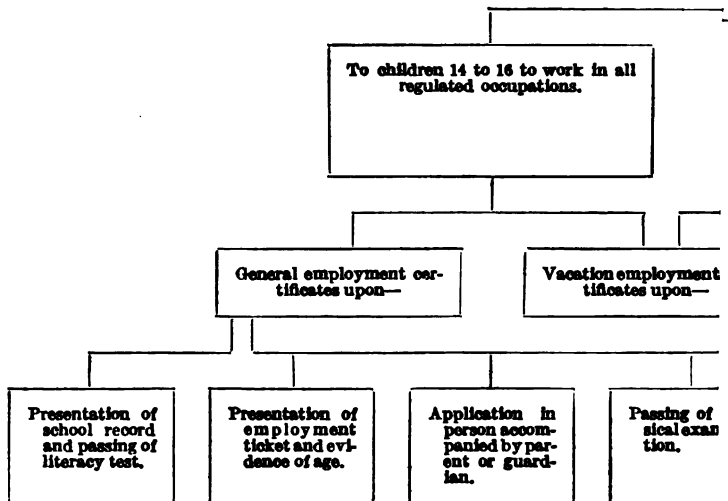 To children 14 to 16 to work in all
regulated occupations.
General employment cer-
tificates upon—
Vacation employment
tificates upon—
Presentation of
school record
and passing of
literacy test.
Presentation of
employment
ticket and evi-
dence of age.
Application in
person accom-
panied by par-
ent or guard-
ian.
Passing of
sical exam
tion.